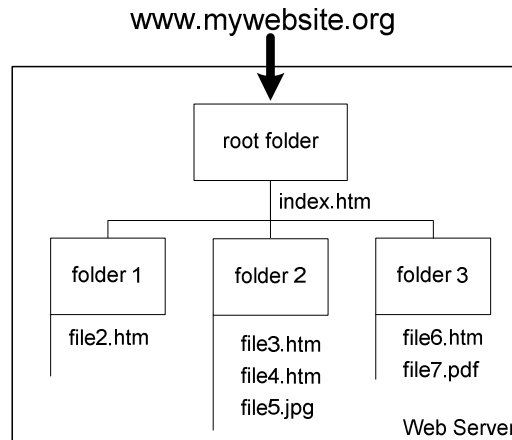 www.mywebsite.org
root folder
index.htm
folder 1
folder 2
folder 3
file2.htm
file3.htm
file4.htm
file5.jpg
file6.htm
file7.pdf
Web Server